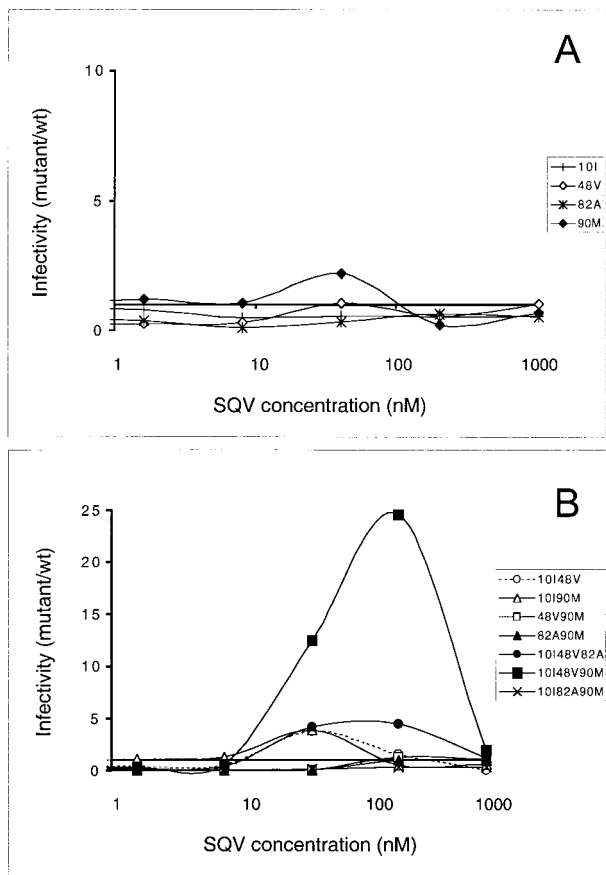 A
10
5
0
Infectivity (mutant/wt)
10I
48V
82A
90M
1 10 100 1000
SQV concentration (nM)
B
25
20
15
10
5
0
Infectivity (mutant/wt)
10I48V
10I90M
48V90M
82A90M
10I48V82A
10I48V90M
10I82A90M
1 10 100 1000
SQV concentration (nM)